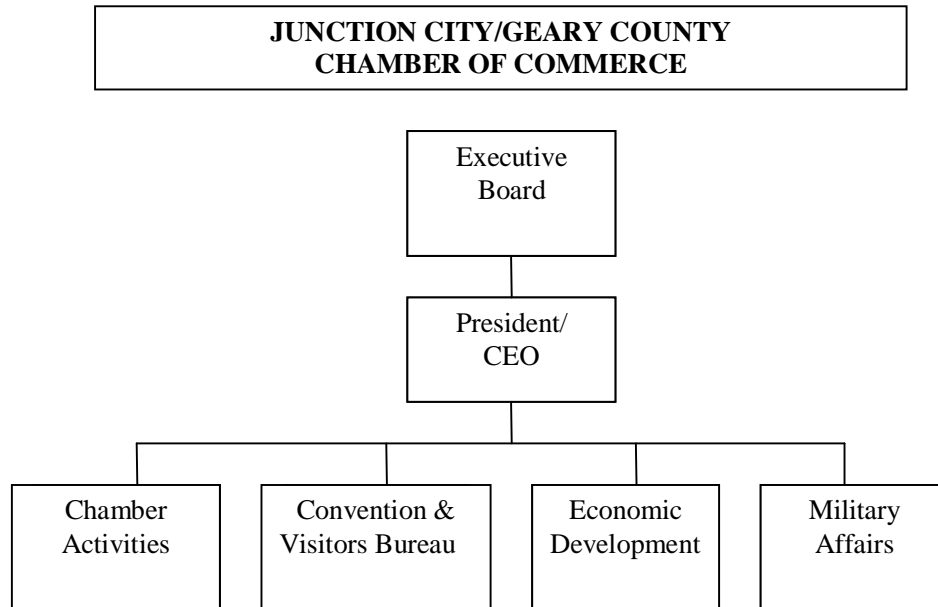 JUNCTION CITY/GEARY COUNTY
CHAMBER OF COMMERCE
Executive
Board
President/
CEO
Chamber
Activities
Convention &
Visitors Bureau
Economic
Development
Military
Affairs